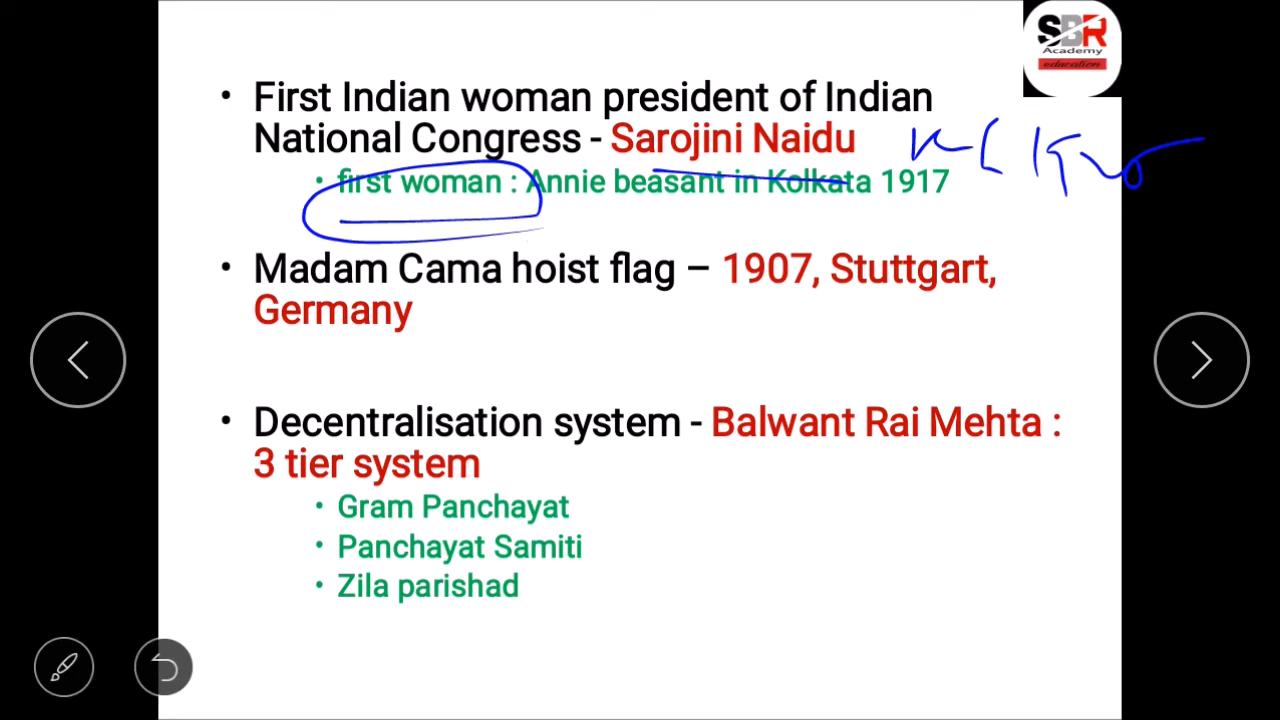 SBR
Academy
education
• First Indian woman president of Indian
National Congress - Sarojini Naidu
• first woman : Annie beasant in Kolkata 1917
• Madam Cama hoist flag – 1907, Stuttgart,
Germany
• Decentralisation system - Balwant Rai Mehta :
3 tier system
• Gram Panchayat
• Panchayat Samiti
• Zila parishad